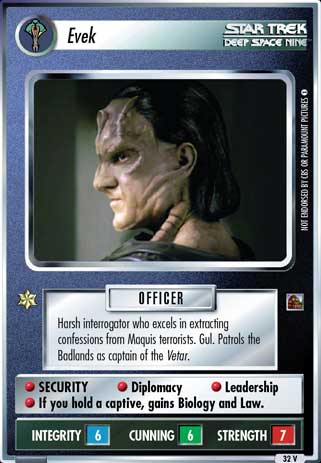 Evek
STAR TREK
DEEP SPACE NINE
NOT ENDORSED BY CBS OR PARAMOUNT PICTURES
OFFICER
Harsh interrogator who excels in extracting
confessions from Maquis terrorists. Gul. Patrols the
Badlands as captain of the Vetar.
SECURITY Diplomacy Leadership
If you hold a captive, gains Biology and Law.
INTEGRITY 6 CUNNING 6 STRENGTH 7
32 V